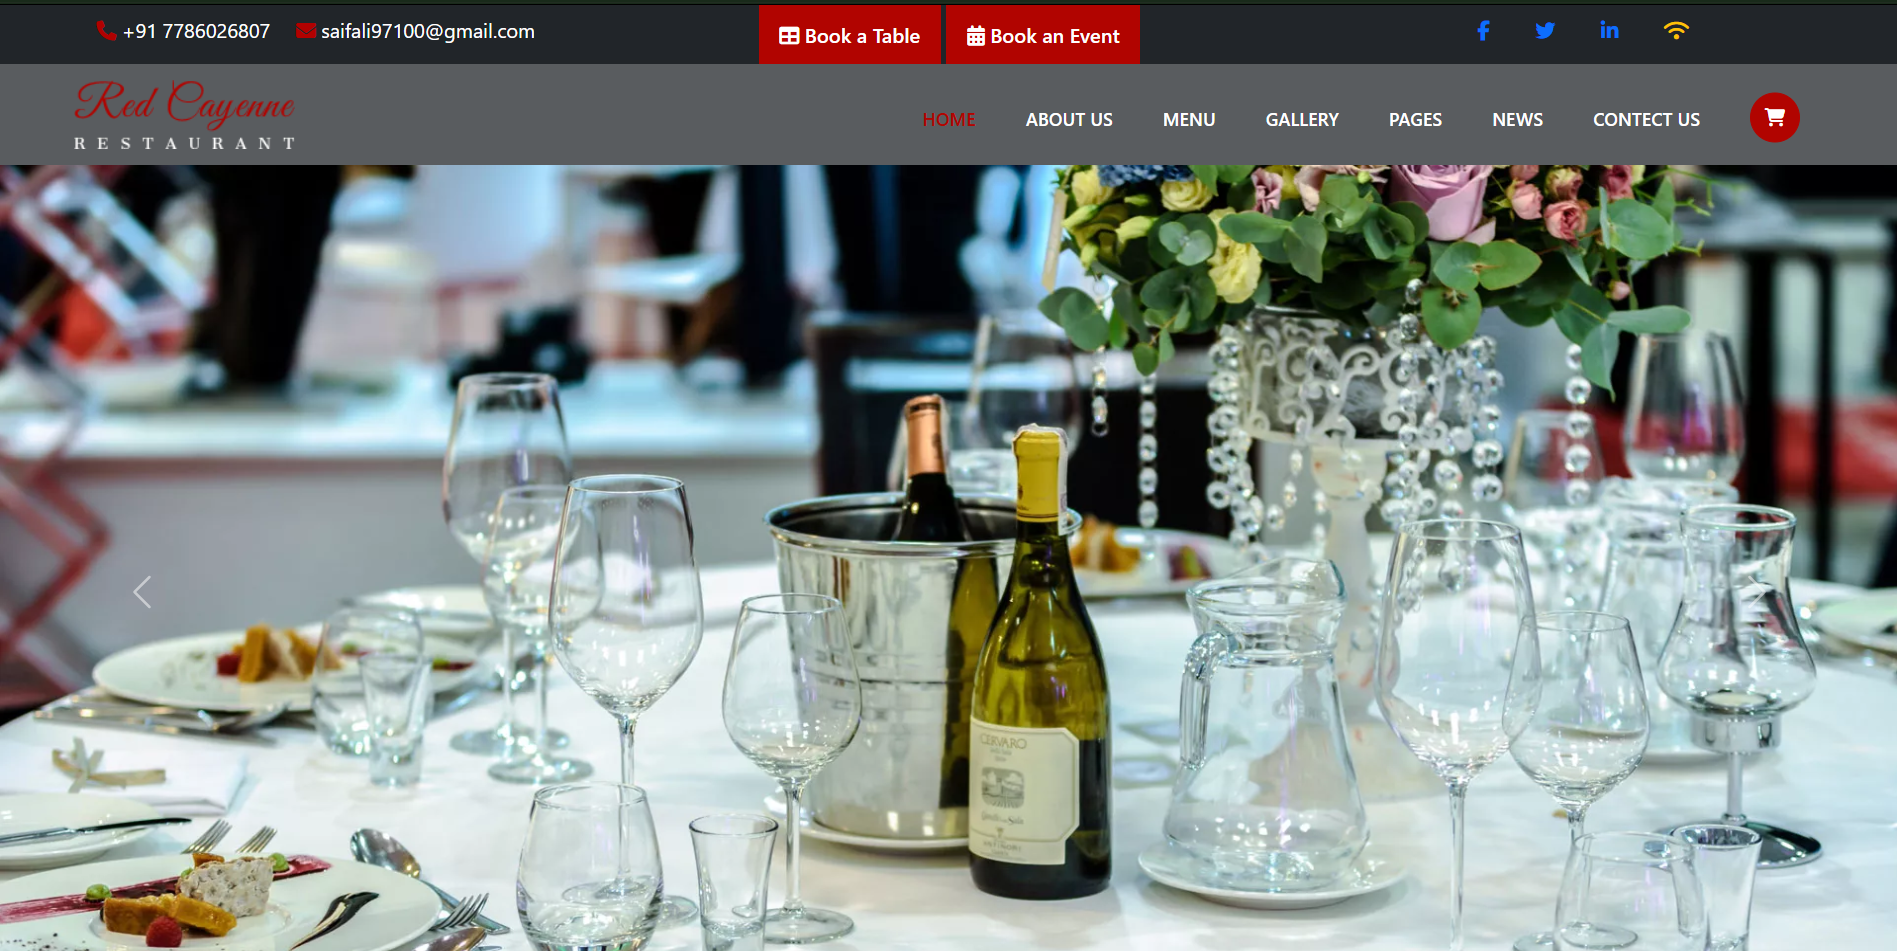 +91 7786026807 saifali97100@gmail.com Book a Table Book an Event
Red Cayenne
RESTAURANT
HOME ABOUT US MENU GALLERY PAGES NEWS CONTECT US
CERVARO